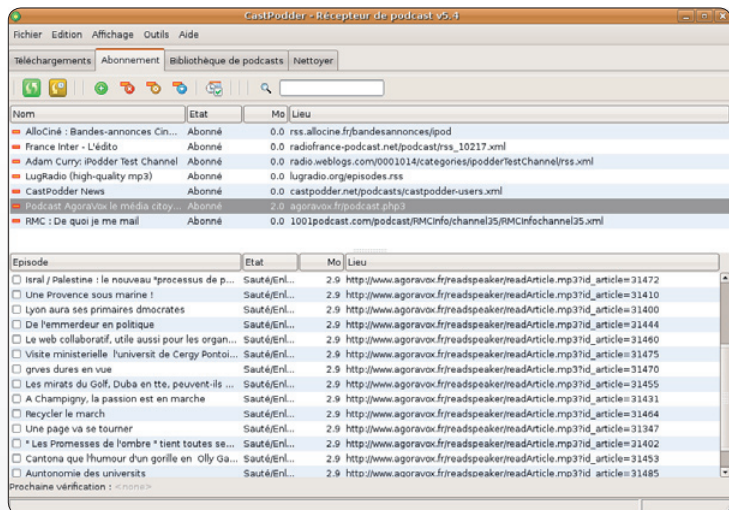 CastPodder - Récepteur de podcast v5.4
Fichier Edition Affichage Outils Aide
Téléchargements Abonnement Bibliothèque de podcasts Nettoyer
Nom Etat Mo Lieu
AlloCiné : Bandes-annonces Cin... Abonné 0.0 rss.allocine.fr/bandesannonces/ipod
France Inter - L'édito Abonné 0.0 radiofrance-podcast.net/podcast/rss_10217.xml
Adam Curry: iPodder Test Channel Abonné 0.0 radio.weblogs.com/0001014/categories/ipodderTestChannel/rss.xml
LugRadio (high-quality mp3) Abonné 0.0 lugradio.org/episodes.rss
CastPodder News Abonné 0.0 castpodder.net/podcasts/castpodder-users.xml
Podcast AgoraVox le média citoy... Abonné 2.0 agoravox.fr/podcast.php3
RMC : De quoi je me mail Abonné 0.0 1001podcast.com/podcast/RMCInfo/channel35/RMCInfochannel35.xml
Episode Etat Mo Lieu
Isral / Palestine : le nouveau "processus de p... Sauté/Enl... 2.9 http://www.agoravox.fr/readspeaker/readArticle.mp3?id_article=31472
Une Provence sous marine ! Sauté/Enl... 2.9 http://www.agoravox.fr/readspeaker/readArticle.mp3?id_article=31410
Lyon aura ses primaires dmocrates Sauté/Enl... 2.9 http://www.agoravox.fr/readspeaker/readArticle.mp3?id_article=31400
De l'emmerdeur en politique Sauté/Enl... 2.9 http://www.agoravox.fr/readspeaker/readArticle.mp3?id_article=31444
Le web collaboratif, utile aussi pour les organ... Sauté/Enl... 2.9 http://www.agoravox.fr/readspeaker/readArticle.mp3?id_article=31460
Visite ministerielle l'universit de Cergy Pontoi... Sauté/Enl... 2.9 http://www.agoravox.fr/readspeaker/readArticle.mp3?id_article=31475
grves dures en vue Sauté/Enl... 2.9 http://www.agoravox.fr/readspeaker/readArticle.mp3?id_article=31470
Les mirats du Golf, Duba en tte, peuvent-ils ... Sauté/Enl... 2.9 http://www.agoravox.fr/readspeaker/readArticle.mp3?id_article=31455
A Champigny, la passion est en marche Sauté/Enl... 2.9 http://www.agoravox.fr/readspeaker/readArticle.mp3?id_article=31431
Recycler le march Sauté/Enl... 2.9 http://www.agoravox.fr/readspeaker/readArticle.mp3?id_article=31464
Une page va se tourner Sauté/Enl... 2.9 http://www.agoravox.fr/readspeaker/readArticle.mp3?id_article=31347
" Les Promesses de l'ombre " tient toutes se... Sauté/Enl... 2.9 http://www.agoravox.fr/readspeaker/readArticle.mp3?id_article=31402
Cantona que l'humour d'un gorille en Olly Ga... Sauté/Enl... 2.9 http://www.agoravox.fr/readspeaker/readArticle.mp3?id_article=31453
Auntonomie des universits Sauté/Enl... 2.9 http://www.agoravox.fr/readspeaker/readArticle.mp3?id_article=31485
Prochaine vérification : <none>